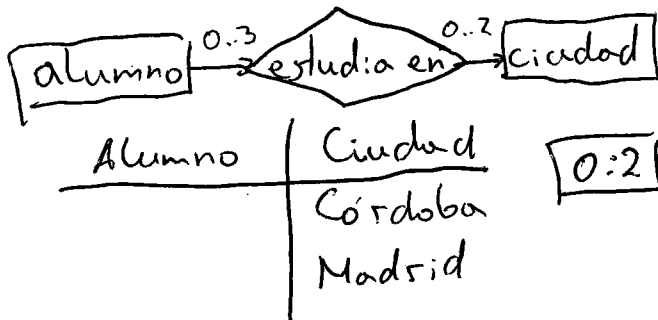 0..3
0..2
alumno
estudia en
ciudad
Alumno
Ciudad
0:2
Córdoba
Madrid